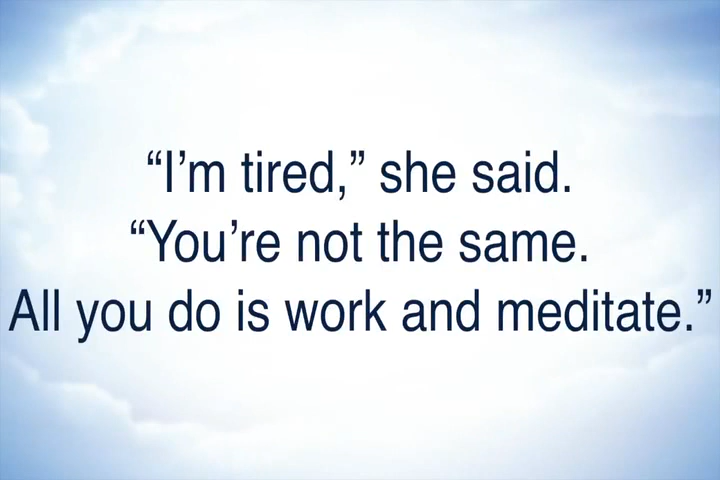 “I’m tired,” she said.
“You’re not the same.
All you do is work and meditate.”